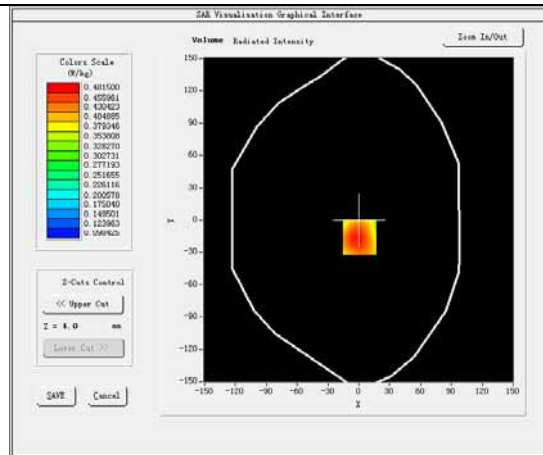 SAR Visualisation Graphical Interface
Volume Radiated Intensity
Zoom In/Out
Colors Scale
(W/kg)
0.481500
0.455961
0.430423
0.404885
0.379346
0.353808
0.328270
0.302731
0.277193
0.251655
0.226116
0.200578
0.175040
0.149501
0.123963
0.098425
150
120
90
60
30
0
-30
-60
-90
-120
-150
Y
-150 -120 -90 -60 -30 0 30 60 90 120 150
X
Z-Cuts Control
<< Upper Cut
Z = 4.0 mm
Lower Cut >>
SAVE Cancel